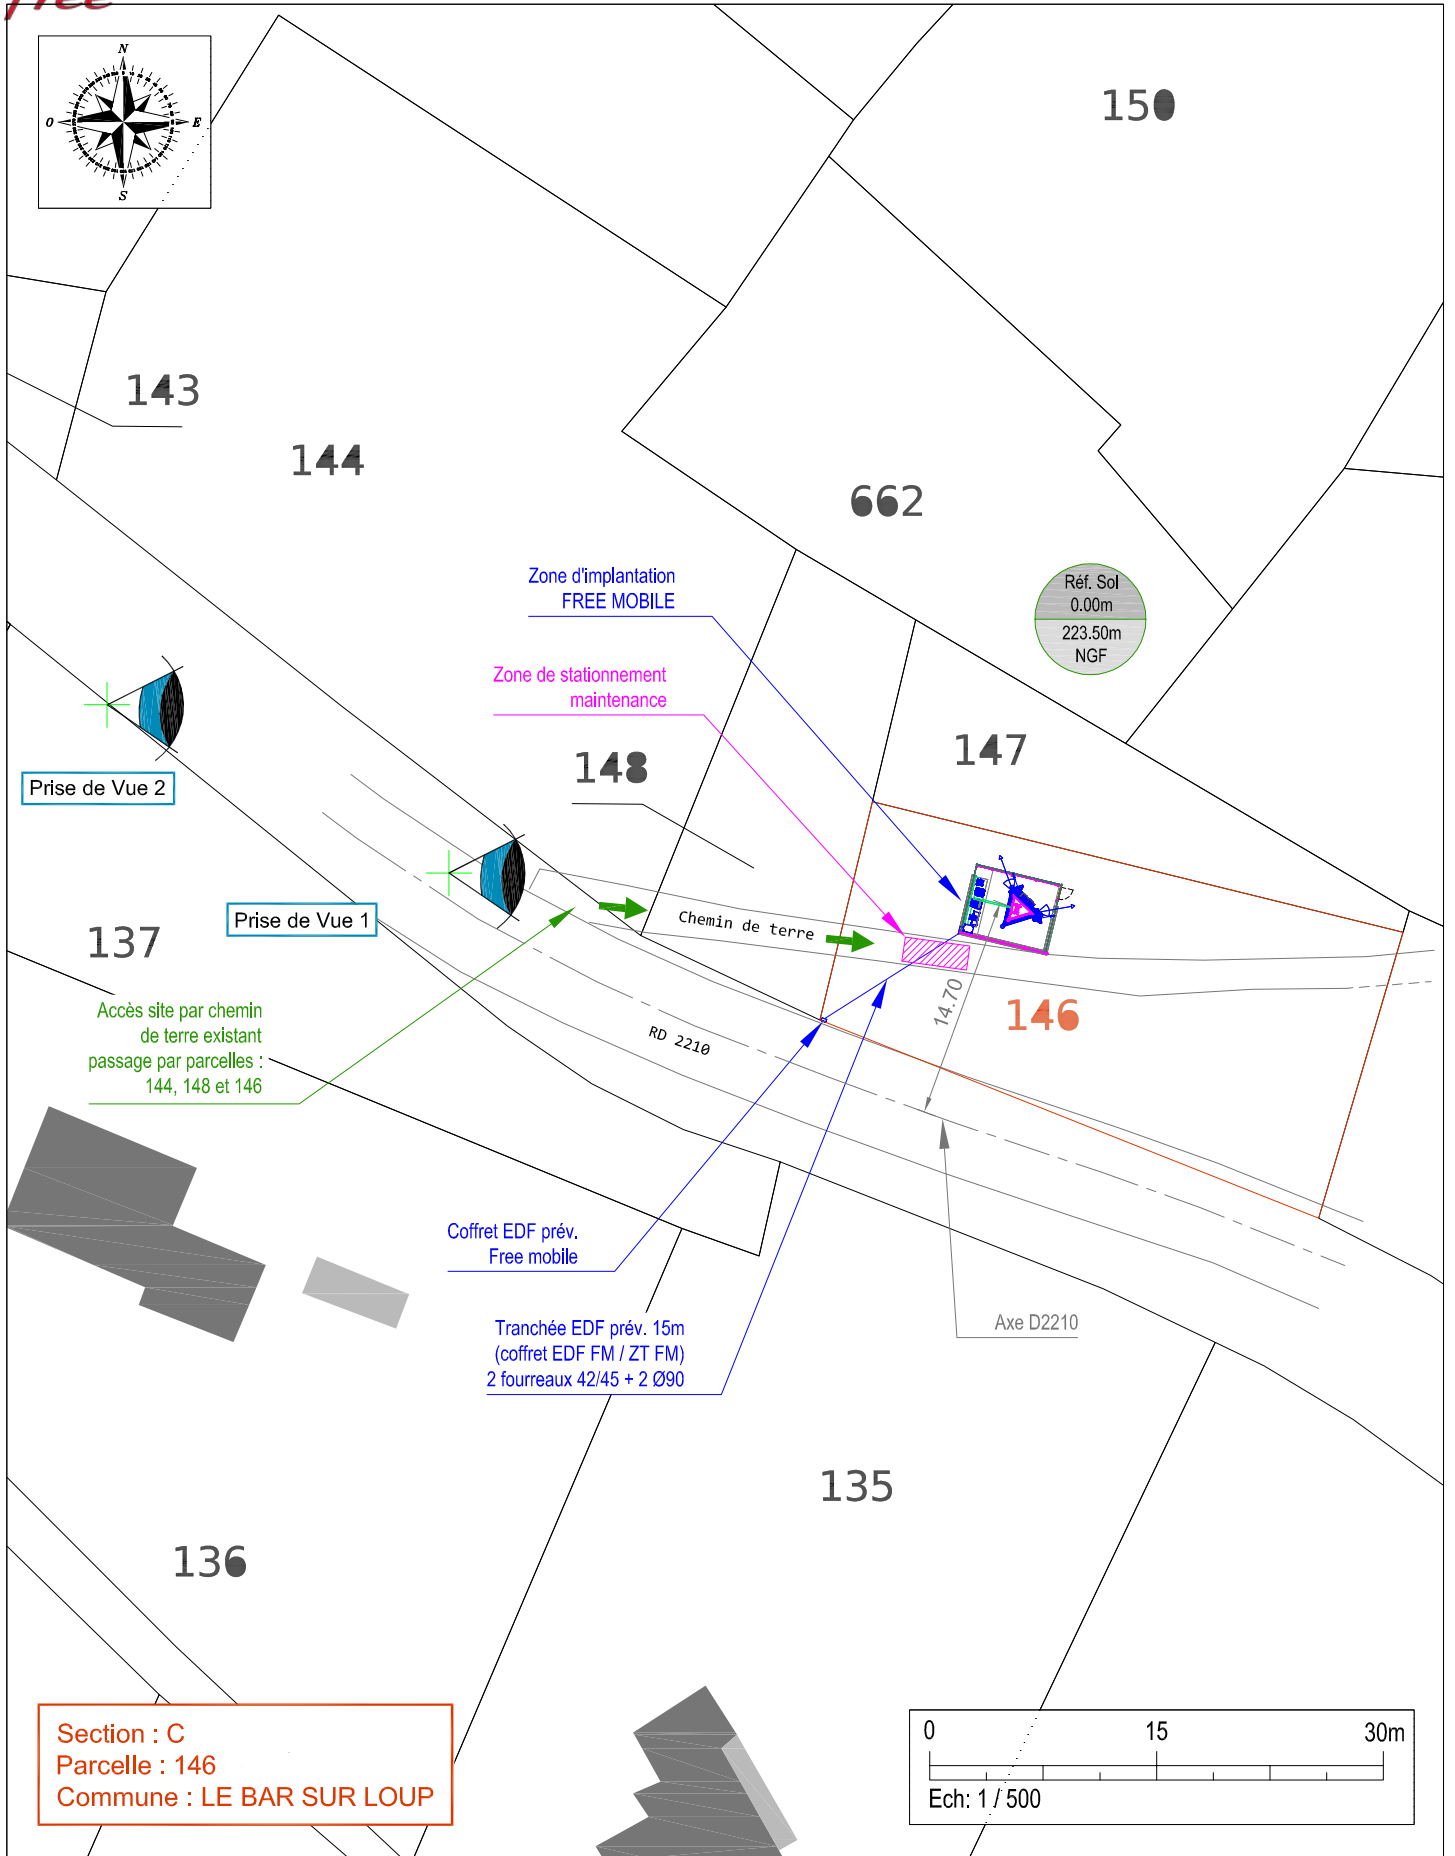 free
N
O
E
S
150
143
144
662
Zone d'implantation
FREE MOBILE
Réf. Sol
0.00m
223.50m
NGF
Zone de stationnement
maintenance
147
148
Prise de Vue 2
Prise de Vue 1
Chemin de terre
137
Accès site par chemin
de terre existant
passage par parcelles :
144, 148 et 146
14.70
146
RD 2210
Coffret EDF prév.
Free mobile
Tranchée EDF prév. 15m
(coffret EDF FM / ZT FM)
2 fourreaux 42/45 + 2 Ø90
Axe D2210
135
136
Section : C
Parcelle : 146
Commune : LE BAR SUR LOUP
0
15
30m
Ech: 1 / 500